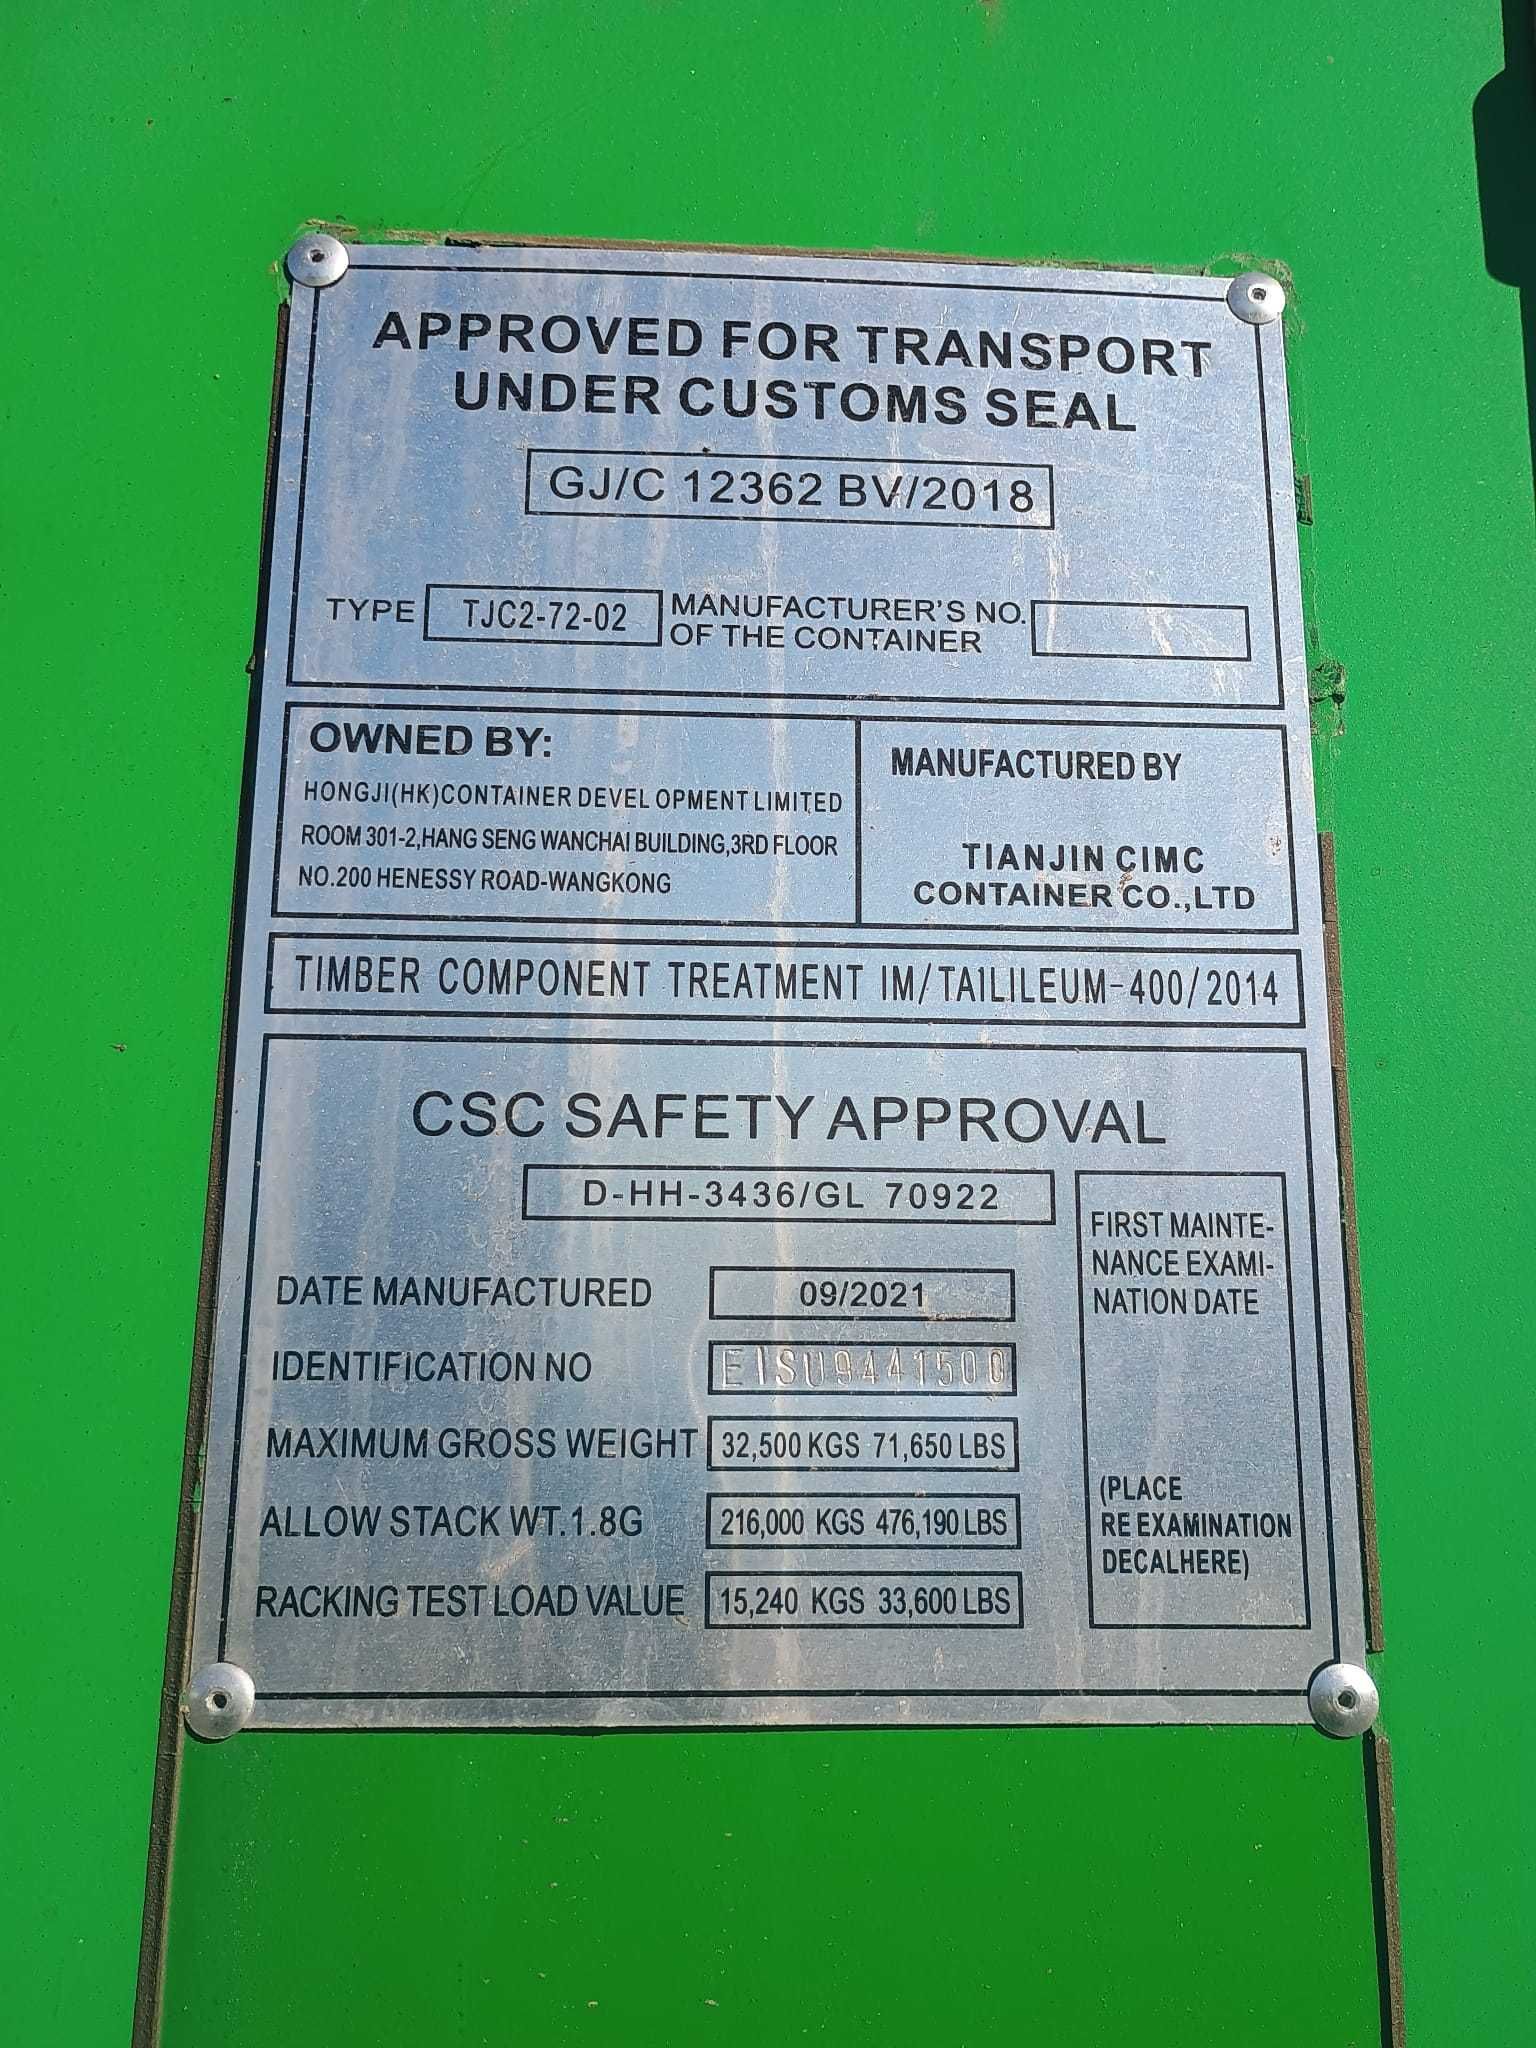 APPROVED FOR TRANSPORT
UNDER CUSTOMS SEAL
GJ/C 12362 BV/2018
TYPE TJC2-72-02 MANUFACTURER'S NO.
OF THE CONTAINER
OWNED BY:
HONGJI(HK)CONTAINER DEVEL OPMENT LIMITED
ROOM 301-2,HANG SENG WANCHAI BUILDING,3RD FLOOR
NO.200 HENESSY ROAD-WANGKONG
MANUFACTURED BY
TIANJIN CIMC
CONTAINER CO.,LTD
TIMBER COMPONENT TREATMENT IM/TA1LILEUM-400/2014
CSC SAFETY APPROVAL
D-HH-3436/GL 70922
DATE MANUFACTURED 09/2021
IDENTIFICATION NO EISU9441500
MAXIMUM GROSS WEIGHT 32,500 KGS 71,650 LBS
ALLOW STACK WT.1.8G 216,000 KGS 476,190 LBS
RACKING TEST LOAD VALUE 15,240 KGS 33,600 LBS
FIRST MAINTE-
NANCE EXAMI-
NATION DATE
(PLACE
RE EXAMINATION
DECALHERE)